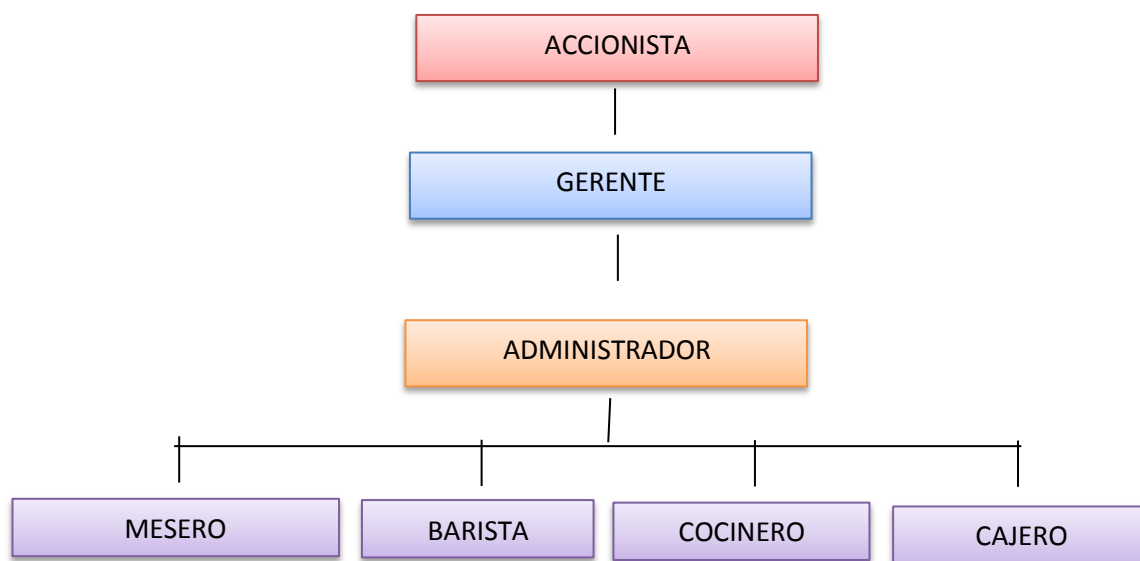 ACCIONISTA
GERENTE
ADMINISTRADOR
MESERO
BARISTA
COCINERO
CAJERO